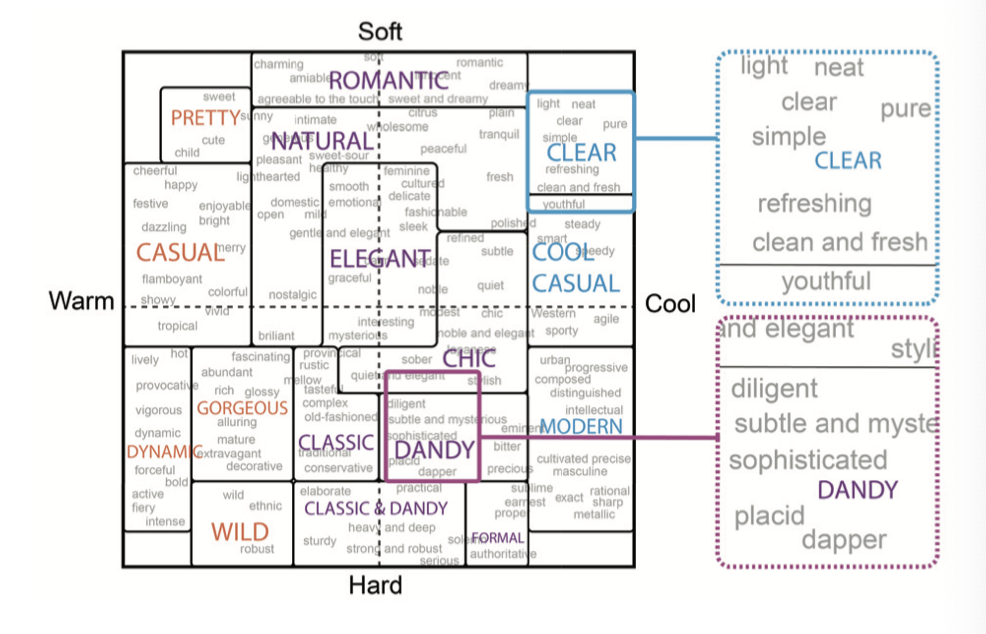 Soft
soft
charming
romantic
amiable
ROMANTIC
dreamy
sweet
agreeable to the touch
sweet and dreamy
light neat
PRETTY
sunny
intimate
citrus
plain
clear
pure
wholesome
NATURAL
tranquil
simple
cute
peaceful
CLEAR
child
pleasant
sweet-sour
cheerful
healthy
feminine
refreshing
happy
lighthearted
smooth
cultured
fresh
clean and fresh
festive
enjoyable
domestic
emotional
delicate
youthful
bright
open
mild
fashionable
dazzling
gentle and elegant
sleek
polished
steady
CASUAL
merry
ELEGANT
refined
smart
speedy
subtle
COOL
CASUAL
flamboyant
graceful
noble
quiet
showy
colorful
nostalgic
Warm
Cool
vivid
modest
chic
Western
agile
tropical
interesting
briliant
mysterious
noble and elegant
sporty
lively
hot
fascinating
provincial
sober
CHIC
urban
abundant
rustic
progressive
provocative
rich
glossy
mellow
quiet and elegant
stylish
composed
tasteful
distinguished
vigorous
GORGEOUS
complex
diligent
intellectual
alluring
old-fashioned
subtle and mysterious
eminent
MODERN
dynamic
mature
CLASSIC
sophisticated
DYNAMIC
extravagant
traditional
DANDY
bitter
forceful
decorative
conservative
placid
dapper
precious
cultivated
precise
masculine
bold
active
wild
elaborate
practical
sublime
rational
fiery
ethnic
CLASSIC & DANDY
earnest
exact
sharp
intense
proper
metallic
WILD
heavy and deep
robust
sturdy
strong and robust
solemn
FORMAL
serious
authoritative
Hard
light neat
clear
pure
simple
CLEAR
refreshing
clean and fresh
youthful
and elegant
styli
diligent
subtle and myste
sophisticated
DANDY
placid
dapper